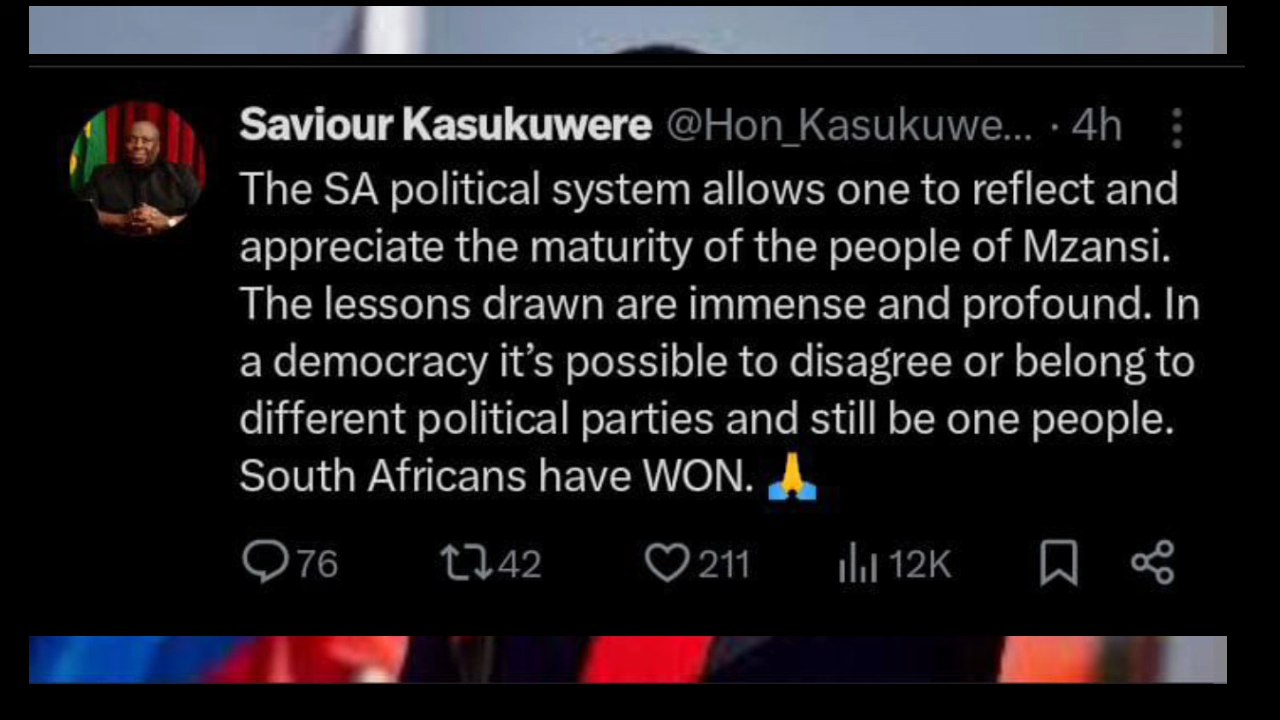 Saviour Kasukuwere @Hon_Kasukuwe... · 4h
The SA political system allows one to reflect and
appreciate the maturity of the people of Mzansi.
The lessons drawn are immense and profound. In
a democracy it’s possible to disagree or belong to
different political parties and still be one people.
South Africans have WON. 🙏
76 42 211 12K